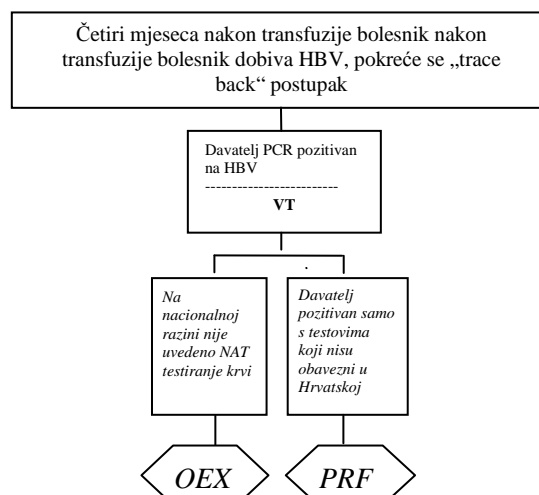 Četiri mjeseca nakon transfuzije bolesnik nakon
transfuzije bolesnik dobiva HBV, pokreće se „trace
back“ postupak
Davatelj PCR pozitivan
na HBV
-------------------------
VT
Na
nacionalnoj
razini nije
uvedeno NAT
testiranje krvi
Davatelj
pozitivan samo
s testovima
koji nisu
obavezni u
Hrvatskoj
OEX
PRF